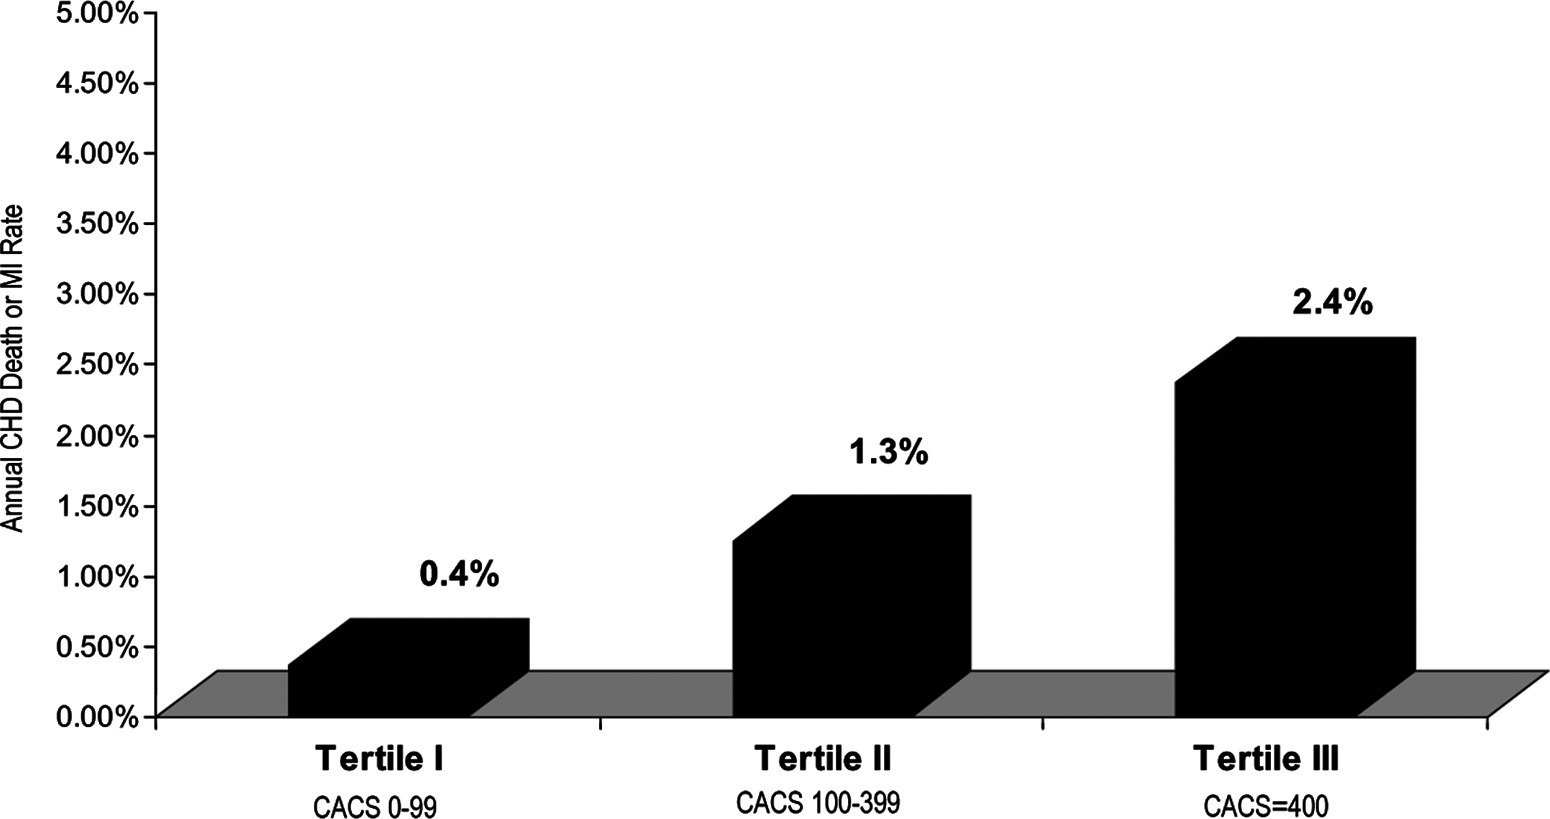 5.00%
4.50%
4.00%
3.50%
3.00%
2.50%
2.00%
1.50%
1.00%
0.50%
0.00%
Annual CHD Death or MI Rate
0.4%
1.3%
2.4%
Tertile I
CACS 0-99
Tertile II
CACS 100-399
Tertile III
CACS=400